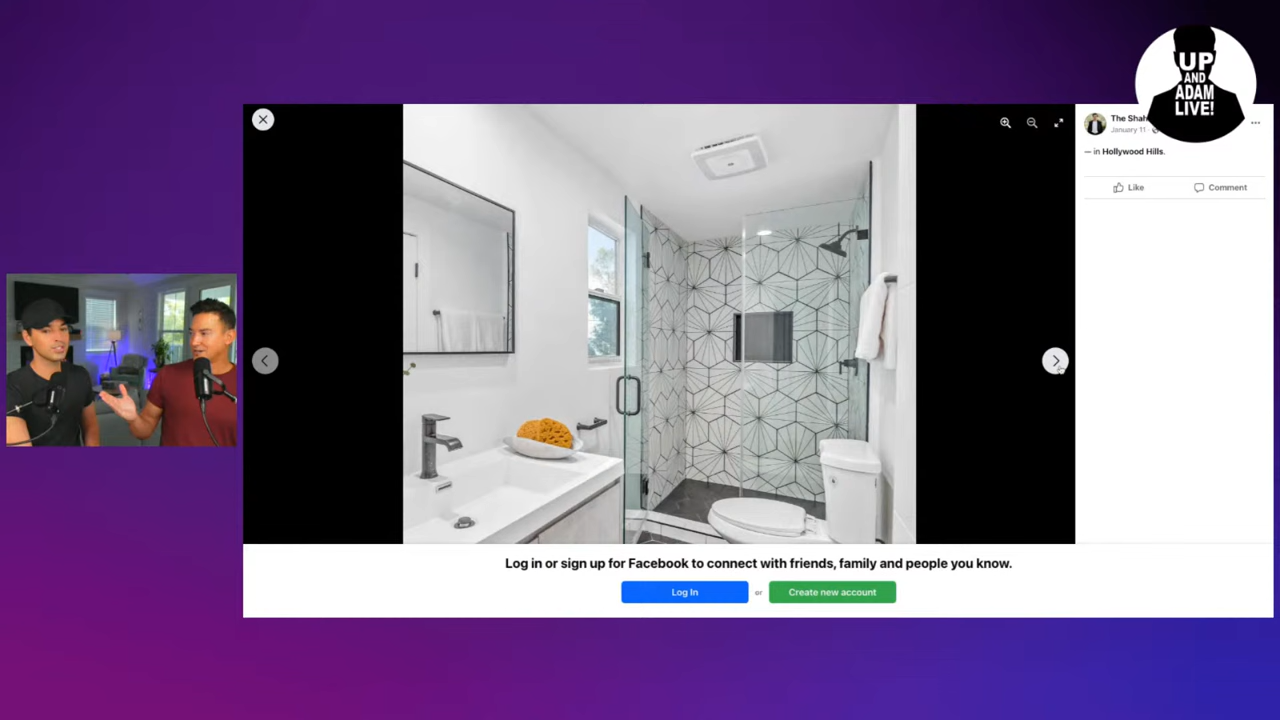 UP
AND
ADAM
LIVE!
The Shah
January 11 ·
— in Hollywood Hills.
Like
Comment
Log in or sign up for Facebook to connect with friends, family and people you know.
Log In
or
Create new account